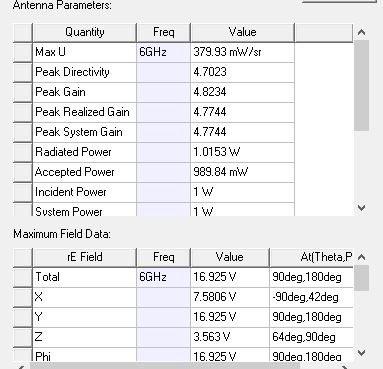 Antenna Parameters:
Quantity Freq Value
Max U 6GHz 379.93 mW/sr
Peak Directivity 4.7023
Peak Gain 4.8234
Peak Realized Gain 4.7744
Peak System Gain 4.7744
Radiated Power 1.0153 W
Accepted Power 989.84 mW
Incident Power 1 W
System Power 1 W
Maximum Field Data:
rE Field Freq Value At(Theta,P
Total 6GHz 16.925 V 90deg,180deg
X 7.5806 V -90deg,42deg
Y 16.925 V 90deg,180deg
Z 3.563 V 64deg,90deg
Phi 16.925 V 90deg,180deg